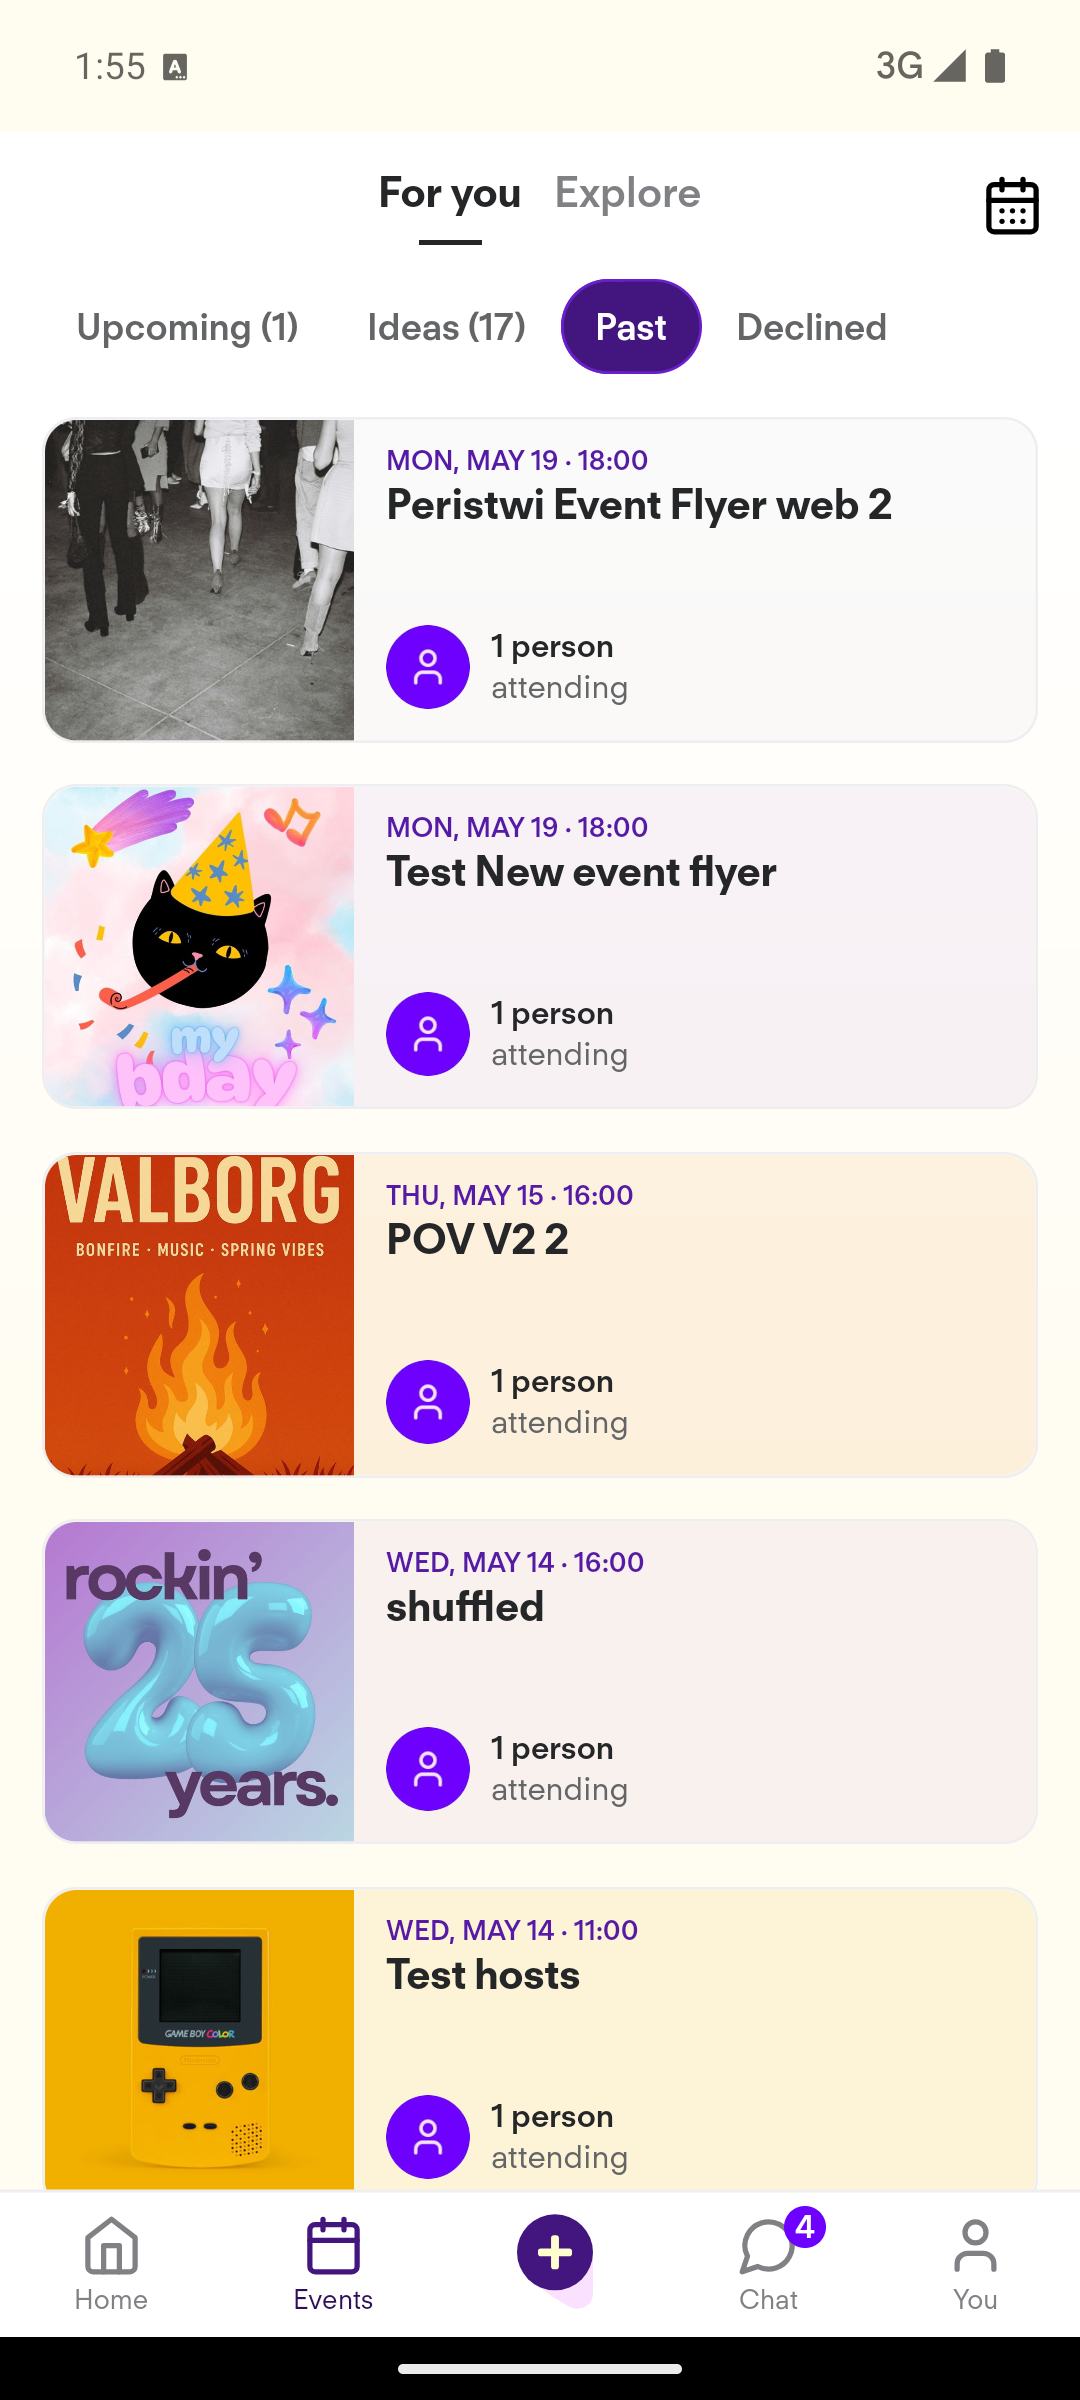 1:55
3G
For you
Explore
Upcoming (1)
Ideas (17)
Past
Declined
MON, MAY 19 · 18:00
Peristwi Event Flyer web 2
1 person
attending
my
bday
MON, MAY 19 · 18:00
Test New event flyer
1 person
attending
VALBORG
BONFIRE · MUSIC · SPRING VIBES
THU, MAY 15 · 16:00
POV V2 2
1 person
attending
rockin'
25
years.
WED, MAY 14 · 16:00
shuffled
1 person
attending
GAME BOY COLOR
WED, MAY 14 · 11:00
Test hosts
1 person
attending
Home
Events
4
Chat
You